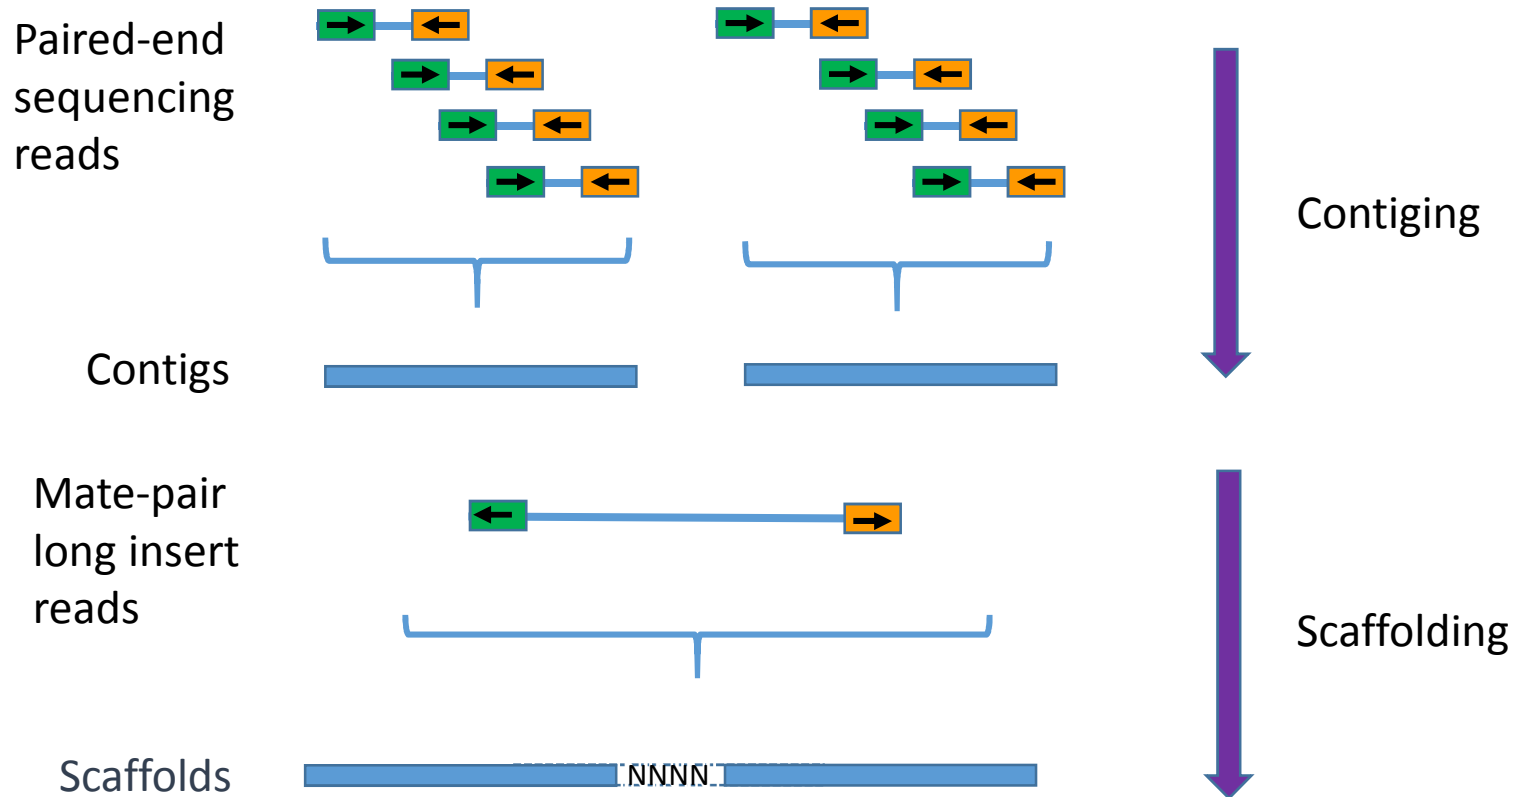 Paired-end
sequencing
reads
Contiging
Contigs
Mate-pair
long insert
reads
Scaffolding
Scaffolds
NNNN